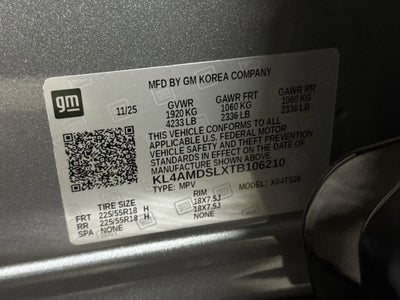 gm
MFD BY GM KOREA COMPANY
11/25 GVWR GAWR FRT GAWR RR
1920 KG 1060 KG 1060 KG
4233 LB 2336 LB 2336 LB
THIS VEHICLE CONFORMS TO ALL
APPLICABLE U.S. FEDERAL MOTOR
VEHICLE SAFETY AND THEFT PREVENTION
STANDARDS IN EFFECT ON THE DATE OF
MANUFACTURE SHOWN ABOVE.
KL4AMDSLXTB106210
TYPE: MPV MODEL: X04TS26
TIRE SIZE RIM
FRT 225/55R18 H 18X7.5J
RR 225/55R18 H 18X7.5J
SPA NONE NONE